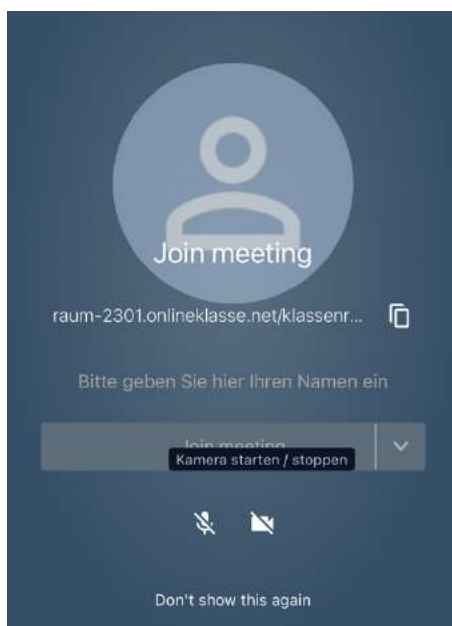 Join meeting
raum-2301.onlineklasse.net/klassenr...
Bitte geben Sie hier Ihren Namen ein
Join meeting
Kamera starten / stoppen
Don't show this again